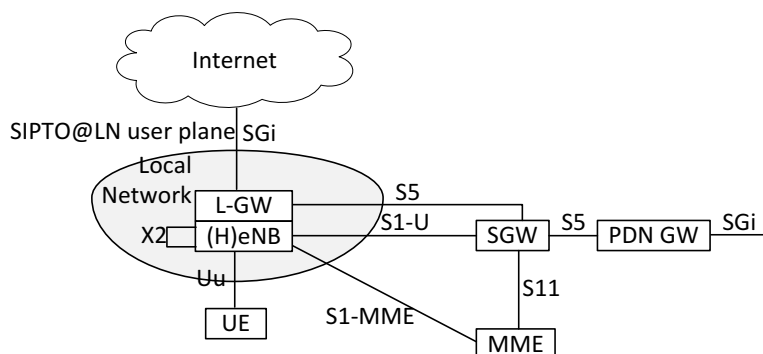 Internet
SIPTO@LN user plane SGi
Local
Network
L-GW
S5
X2
(H)eNB
S1-U
SGW
S5
PDN GW
SGi
Uu
S11
UE
S1-MME
MME